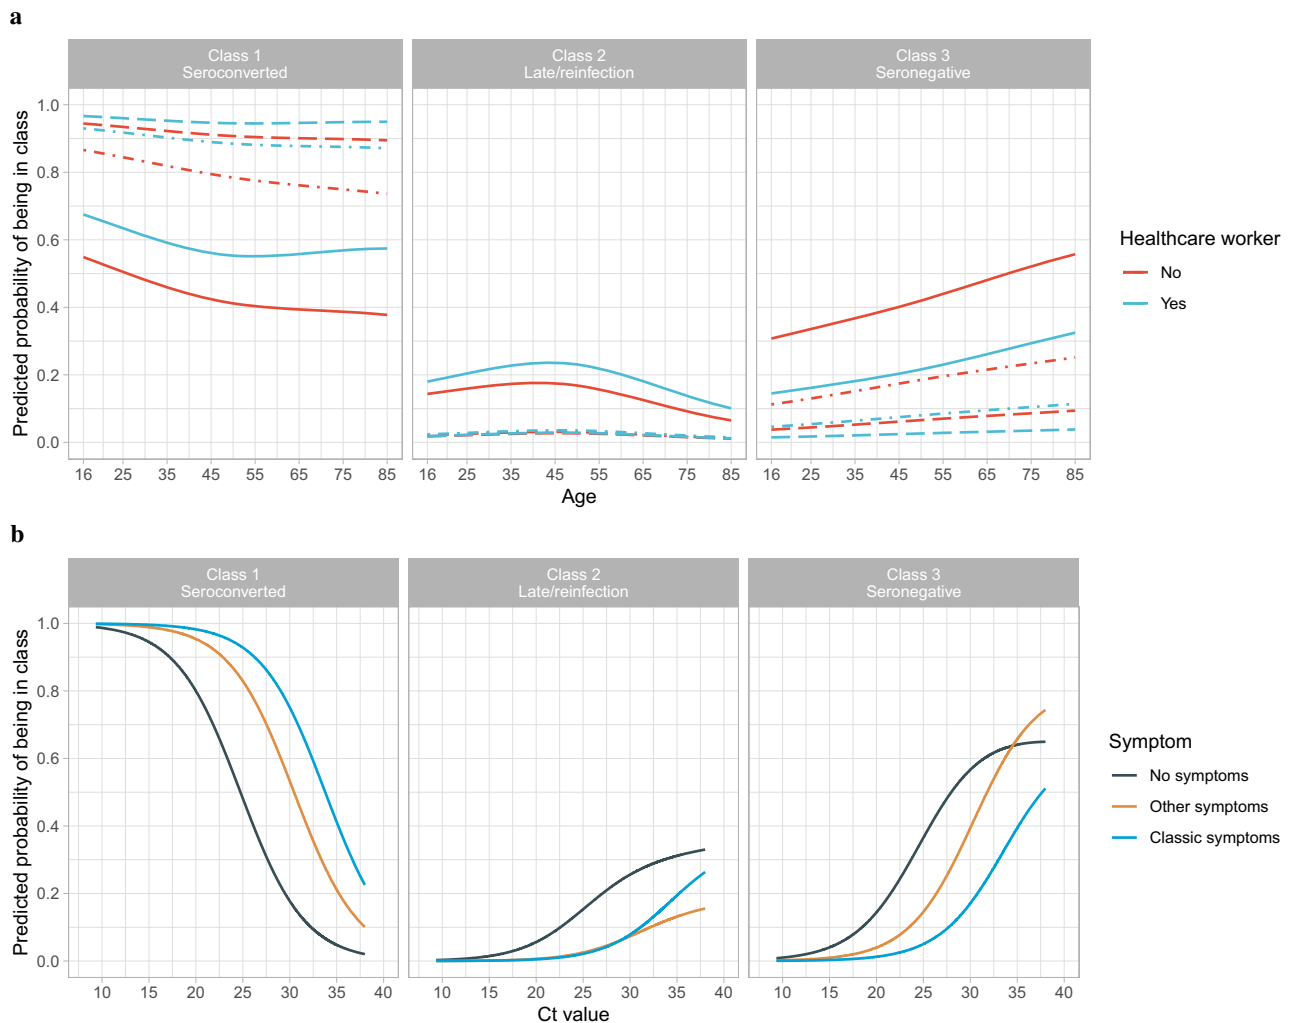 a
Class 1
Seroconverted
Class 2
Late/reinfection
Class 3
Seronegative
Predicted probability of being in class
1.0
0.8
0.6
0.4
0.2
0.0
16 25 35 45 55 65 75 85
16 25 35 45 55 65 75 85
16 25 35 45 55 65 75 85
Age
Healthcare worker
No
Yes
b
Class 1
Seroconverted
Class 2
Late/reinfection
Class 3
Seronegative
Predicted probability of being in class
1.0
0.8
0.6
0.4
0.2
0.0
10 15 20 25 30 35 40
10 15 20 25 30 35 40
10 15 20 25 30 35 40
Ct value
Symptom
No symptoms
Other symptoms
Classic symptoms